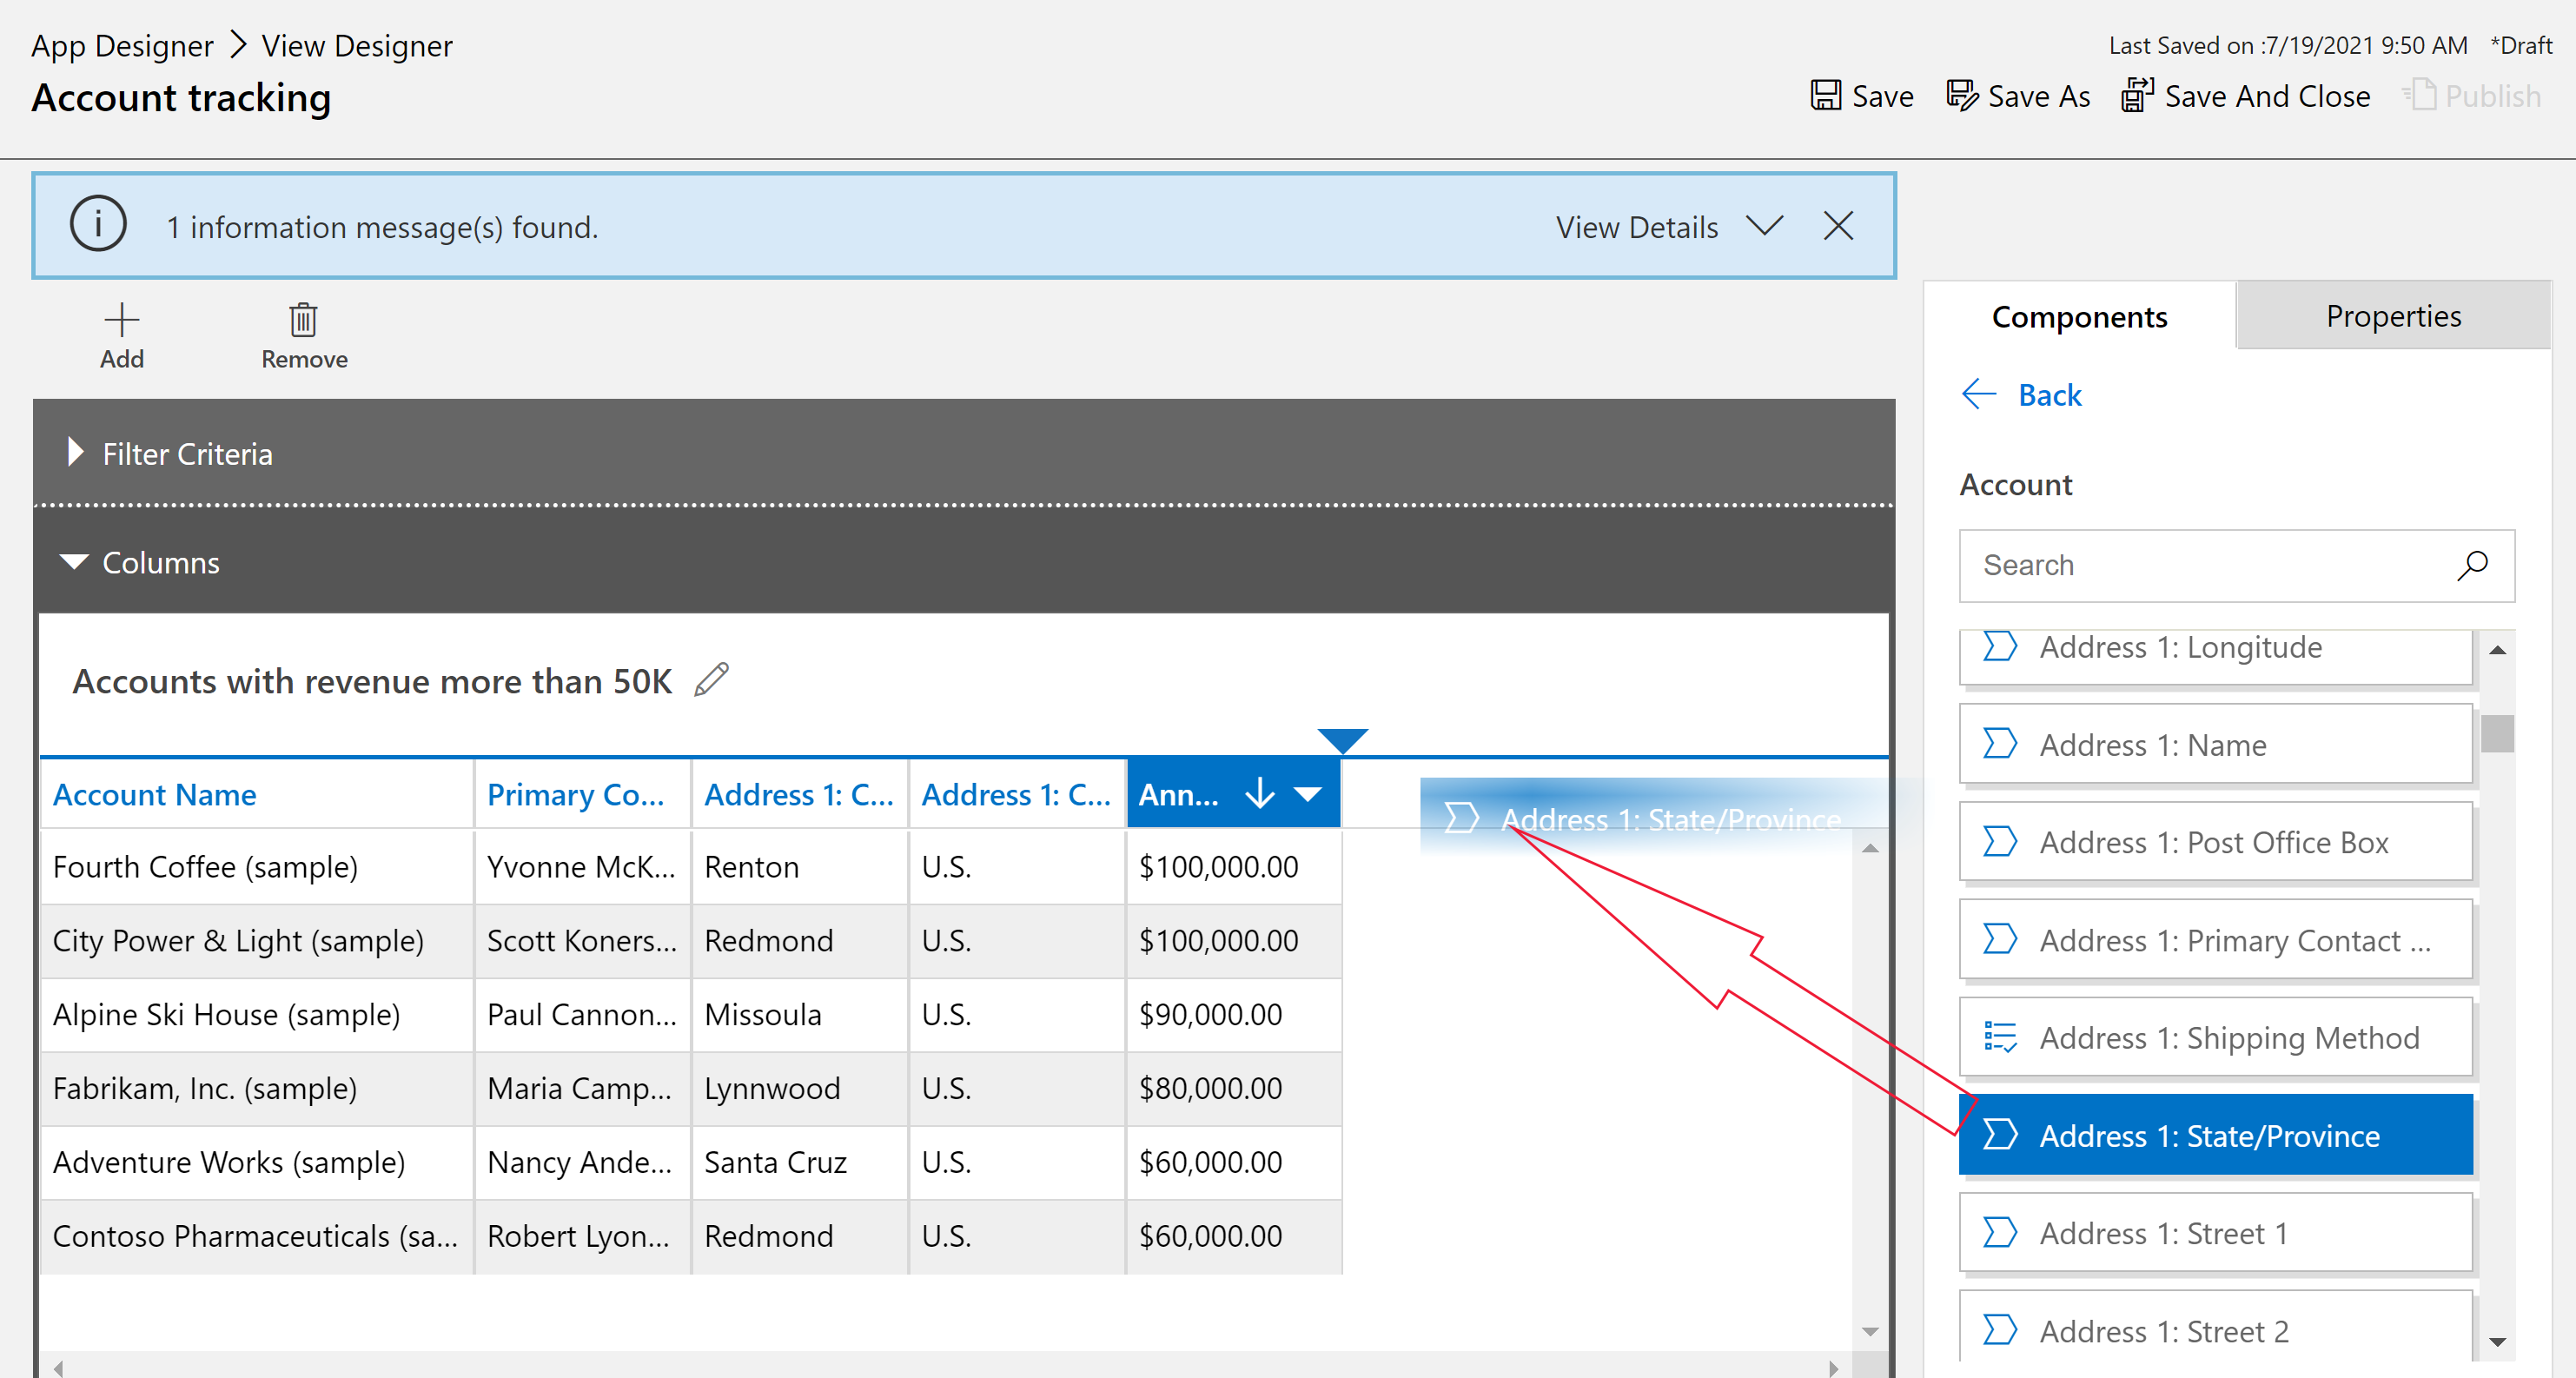 App Designer > View Designer
Last Saved on :7/19/2021 9:50 AM *Draft
Account tracking
Save
Save As
Save And Close
Publish
1 information message(s) found.
View Details
Add
Remove
Filter Criteria
Columns
Accounts with revenue more than 50K
Account Name Primary Co... Address 1: C... Address 1: C... Ann...
Address 1: State/Province
Fourth Coffee (sample) Yvonne McK... Renton U.S. $100,000.00
City Power & Light (sample) Scott Koners... Redmond U.S. $100,000.00
Alpine Ski House (sample) Paul Cannon... Missoula U.S. $90,000.00
Fabrikam, Inc. (sample) Maria Camp... Lynnwood U.S. $80,000.00
Adventure Works (sample) Nancy Ande... Santa Cruz U.S. $60,000.00
Contoso Pharmaceuticals (sa... Robert Lyon... Redmond U.S. $60,000.00
Components
Properties
Back
Account
Search
Address 1: Longitude
Address 1: Name
Address 1: Post Office Box
Address 1: Primary Contact ...
Address 1: Shipping Method
Address 1: State/Province
Address 1: Street 1
Address 1: Street 2